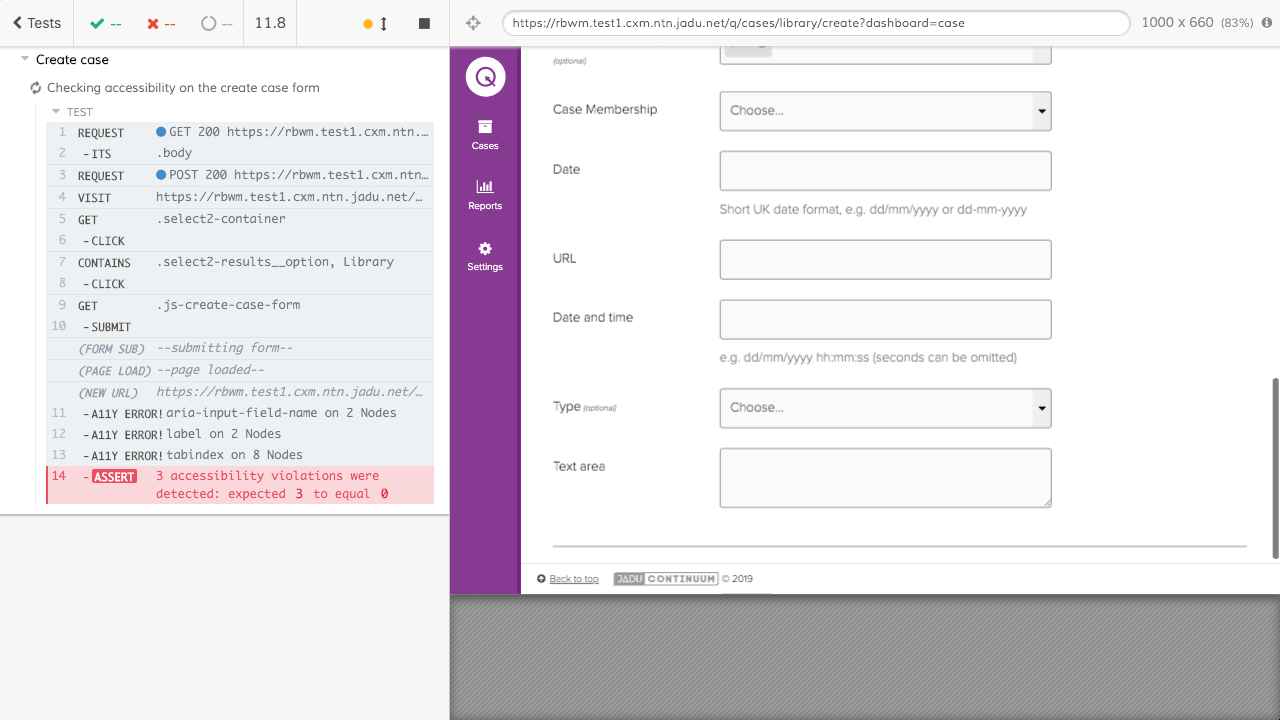 Tests
--
--
--
11.8
https://rbwm.test1.cxm.ntn.jadu.net/q/cases/library/create?dashboard=case
1000 x 660 (83%)
Create case
Checking accessibility on the create case form
TEST
1 REQUEST GET 200 https://rbwm.test1.cxm.ntn.…
2 -ITS .body
3 REQUEST POST 200 https://rbwm.test1.cxm.ntn…
4 VISIT https://rbwm.test1.cxm.ntn.jadu.net/…
5 GET .select2-container
6 -CLICK
7 CONTAINS .select2-results__option, Library
8 -CLICK
9 GET .js-create-case-form
10 -SUBMIT
(FORM SUB) --submitting form--
(PAGE LOAD) --page loaded--
(NEW URL) https://rbwm.test1.cxm.ntn.jadu.net/…
11 -A11Y ERROR! aria-input-field-name on 2 Nodes
12 -A11Y ERROR! label on 2 Nodes
13 -A11Y ERROR! tabindex on 8 Nodes
14 -ASSERT 3 accessibility violations were
detected: expected 3 to equal 0
Cases
Reports
Settings
(optional)
Case Membership
Choose...
Date
Short UK date format, e.g. dd/mm/yyyy or dd-mm-yyyy
URL
Date and time
e.g. dd/mm/yyyy hh:mm:ss (seconds can be omitted)
Type (optional)
Choose...
Text area
Back to top
JADU CONTINUUM © 2019